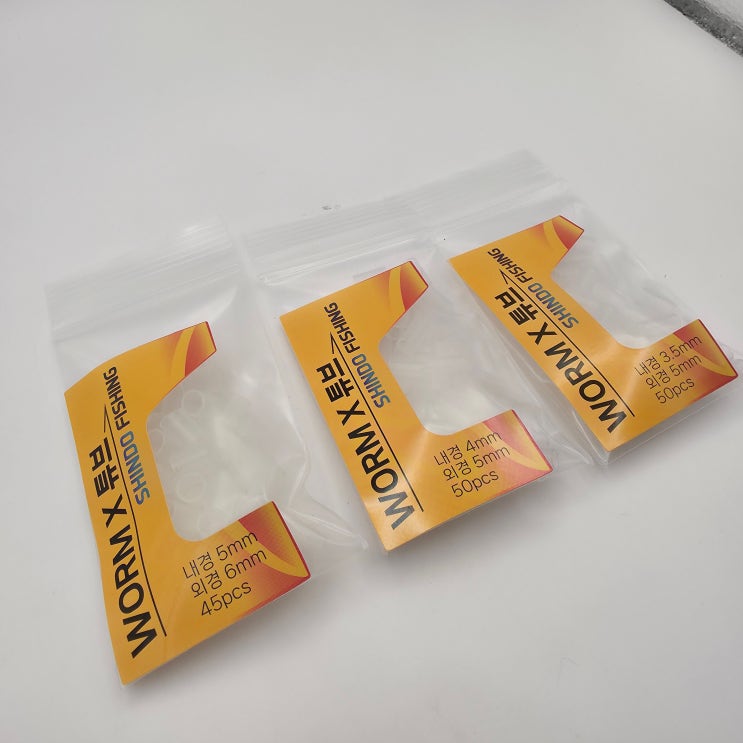 WORM X 튜브
SHINDO FISHING
내경 5mm
외경 6mm
45pcs
WORM X 튜브
SHINDO FISHING
내경 4mm
외경 5mm
50pcs
WORM X 튜브
SHINDO FISHING
내경 3.5mm
외경 5mm
50pcs